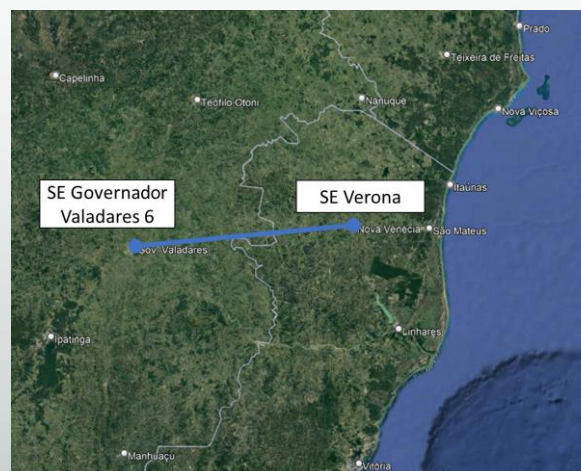 Prado
Teixeira de Freitas
Capelinha
Teófilo Otoni
Nanuque
Nova Viçosa
SE Governador
Valadares 6
SE Verona
Itaúnas
Gov. Valadares
Nova Venécia
São Mateus
Linhares
Ipatinga
Manhuaçu
Vitória